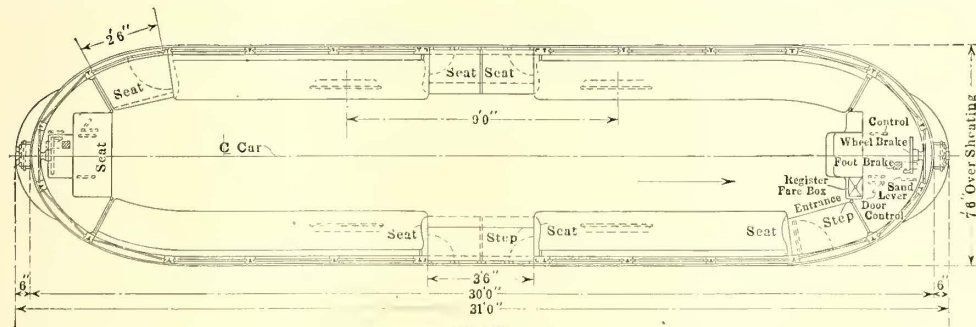 2'6"
Seat
Seat
Seat
9'0"
Control
Wheel Brake
Foot Brake
Seat
C Car
Register
Fare Box
Sand
Lever
Entrance
Door
Control
Step
Seat
Step
Seat
Seat
7'6" Over Sheating
3'6"
6"
30'0"
6"
31'0"